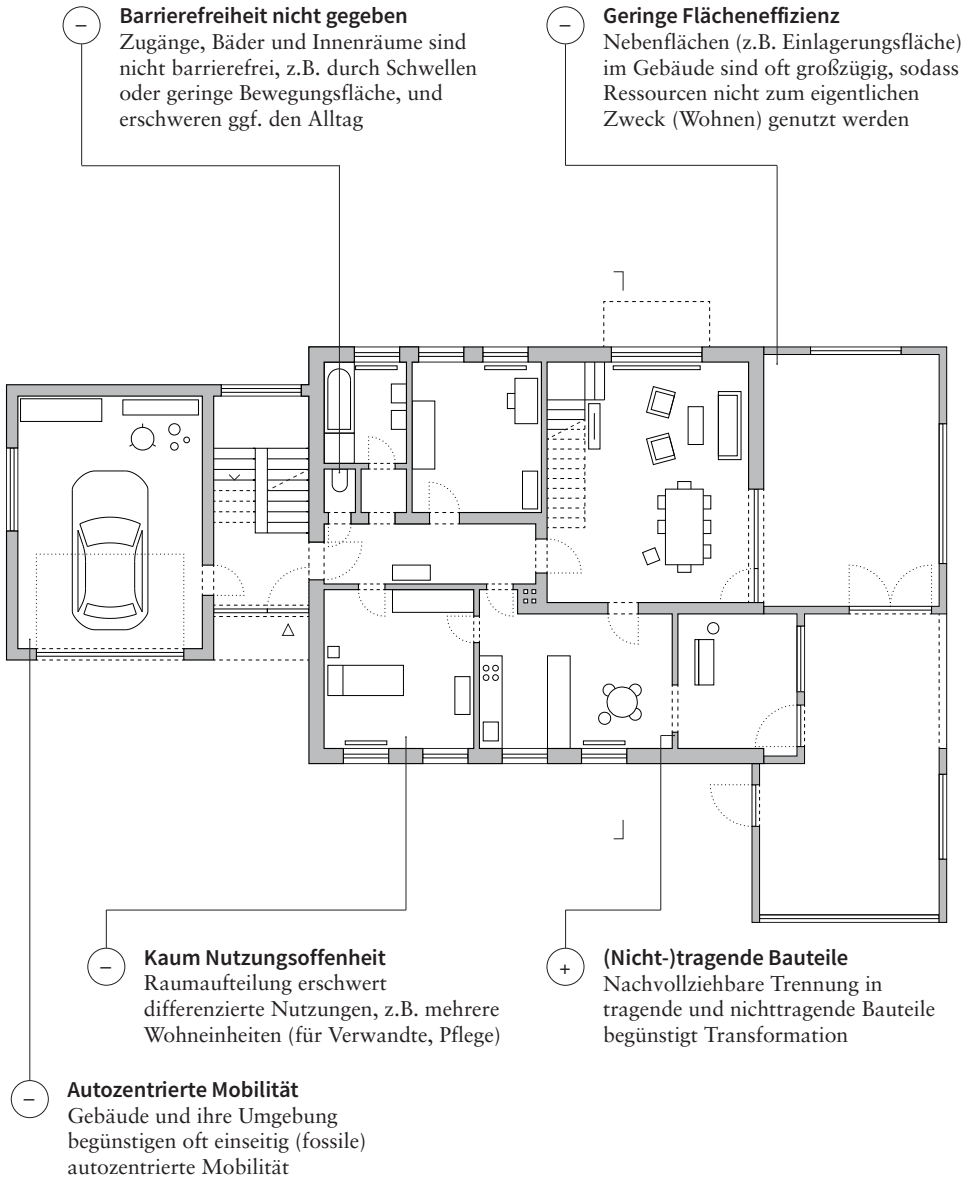 –
Barrierefreiheit nicht gegeben
Zugänge, Bäder und Innenräume sind
nicht barrierefrei, z.B. durch Schwellen
oder geringe Bewegungsfläche, und
erschweren ggf. den Alltag
–
Geringe Flächeneffizienz
Nebenflächen (z.B. Einlagerungsfläche)
im Gebäude sind oft großzügig, sodass
Ressourcen nicht zum eigentlichen
Zweck (Wohnen) genutzt werden
–
Kaum Nutzungsoffenheit
Raumaufteilung erschwert
differenzierte Nutzungen, z.B. mehrere
Wohneinheiten (für Verwandte, Pflege)
+
(Nicht-)tragende Bauteile
Nachvollziehbare Trennung in
tragende und nichttragende Bauteile
begünstigt Transformation
–
Autozentrierte Mobilität
Gebäude und ihre Umgebung
begünstigen oft einseitig (fossile)
autozentrierte Mobilität